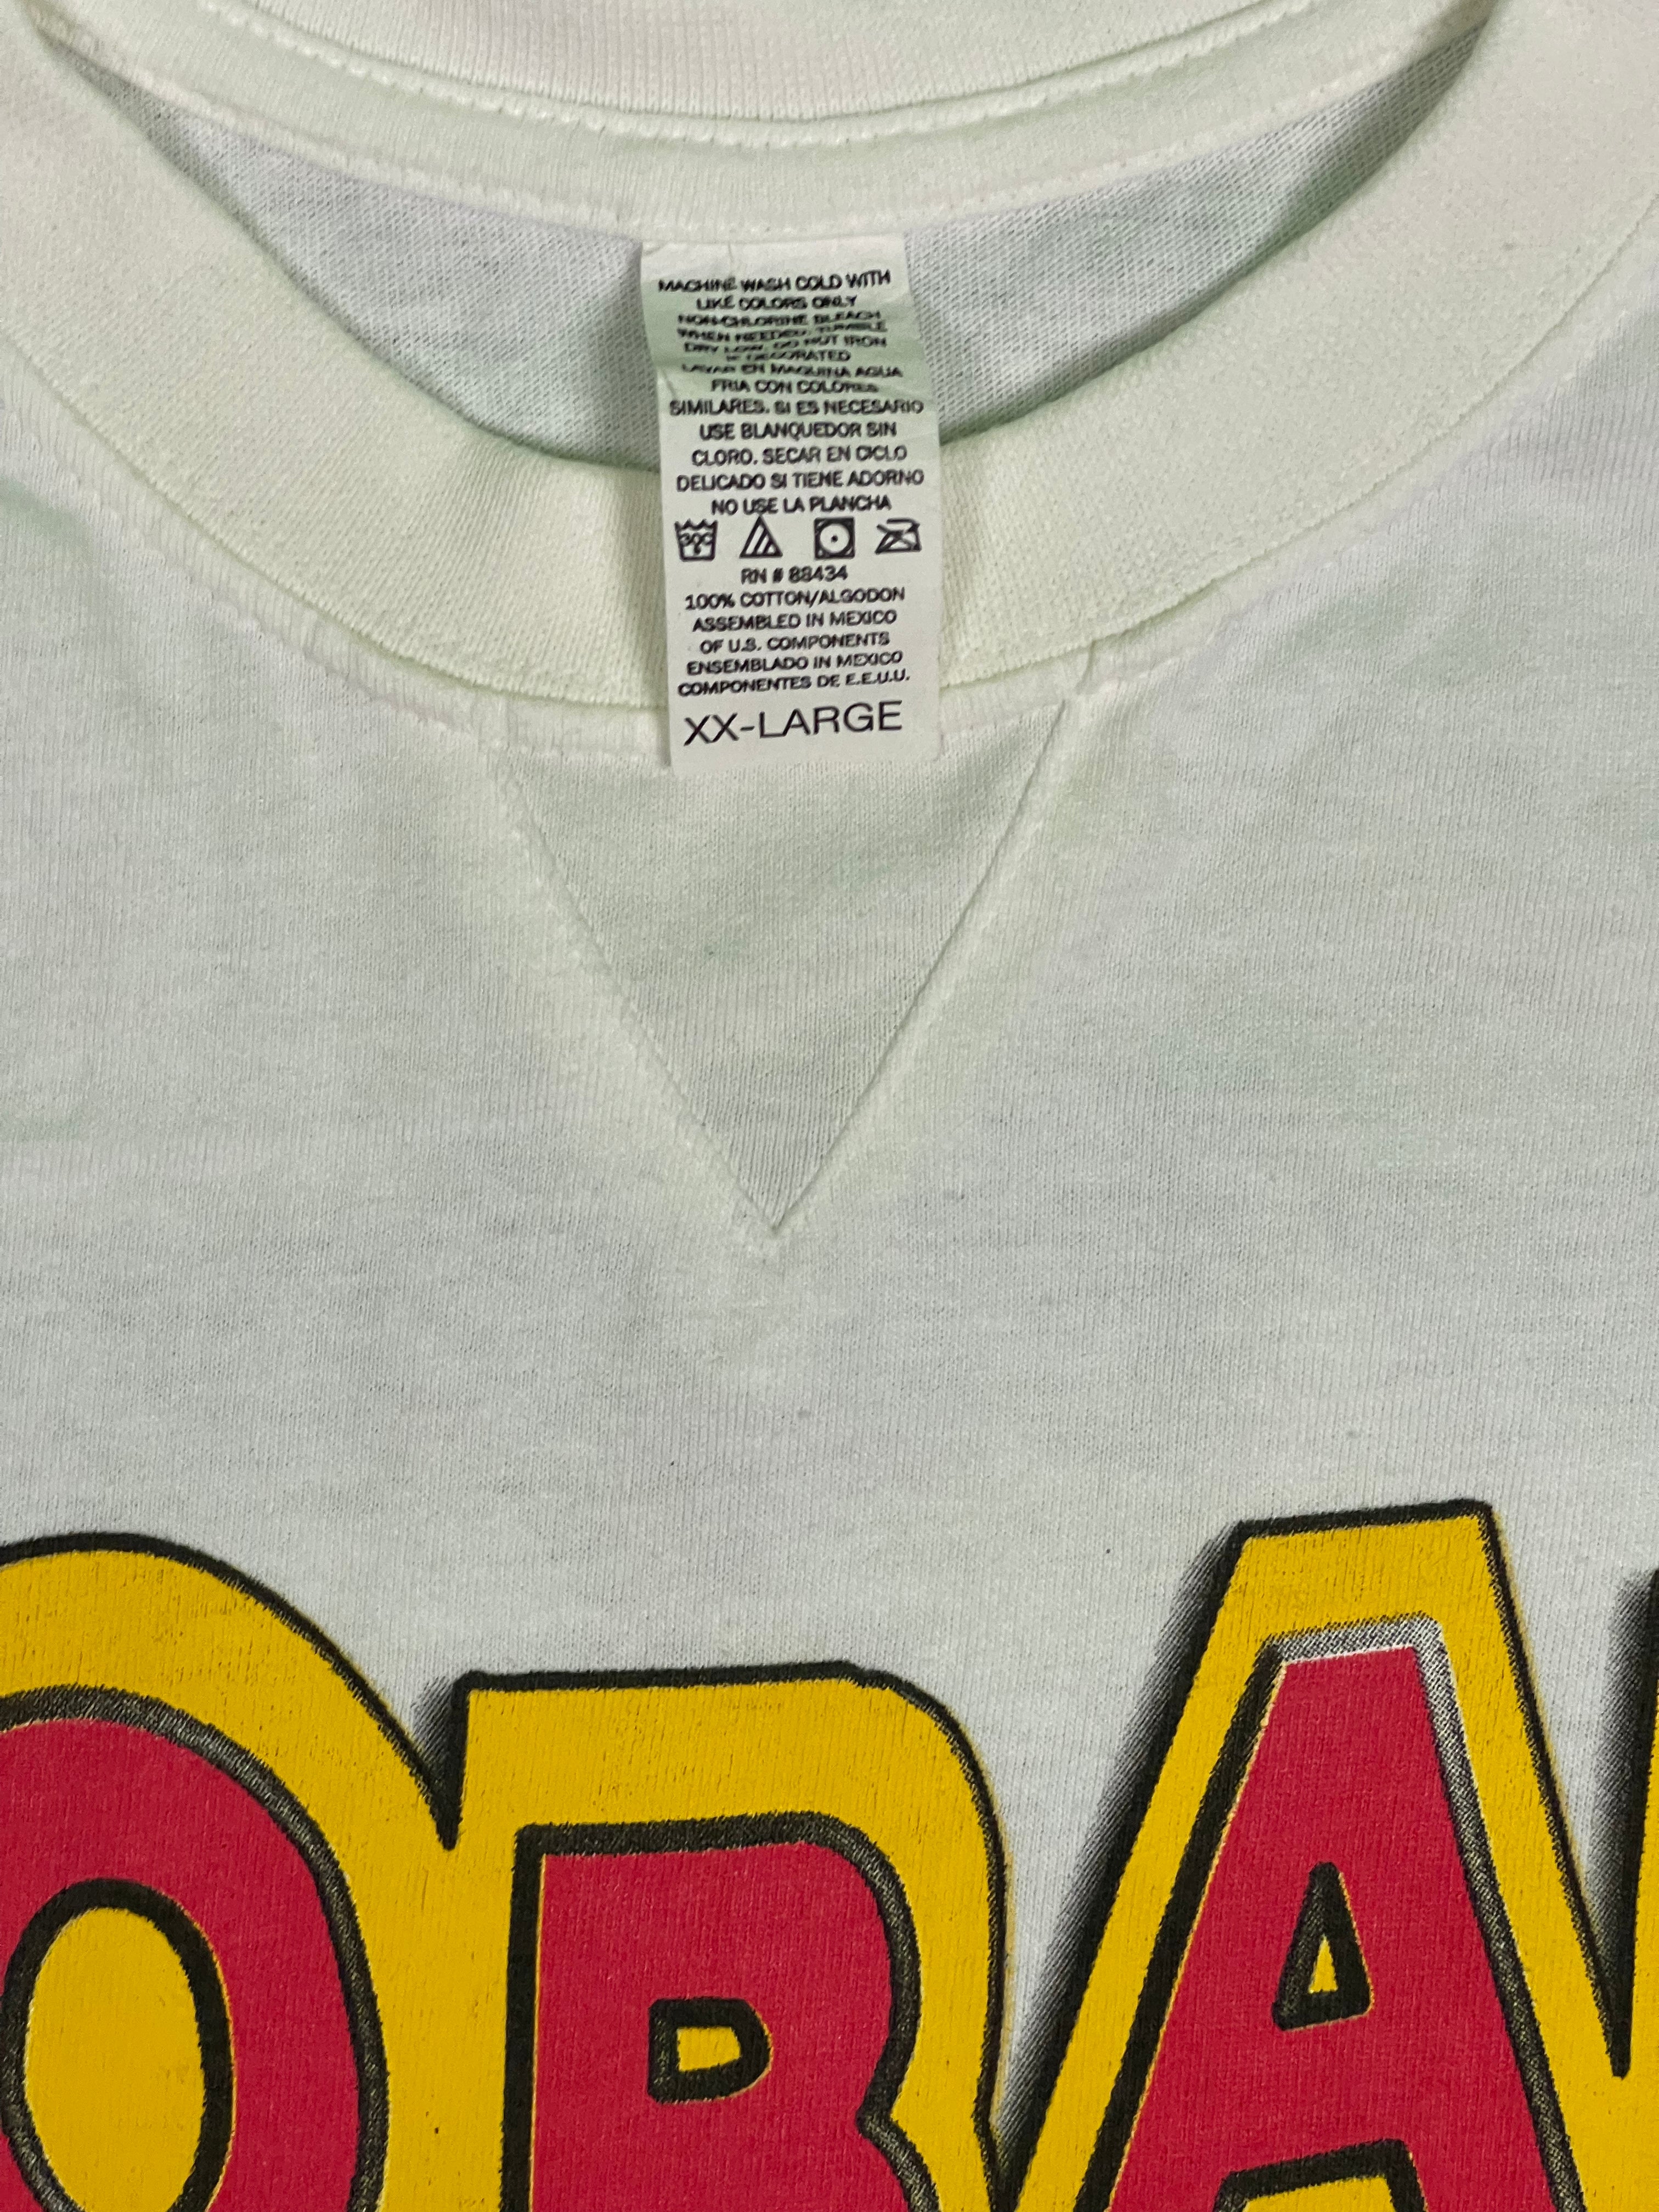 MACHINE WASH COLD WITH
LIKE COLORS ONLY
NON-CHLORINE BLEACH
WHEN NEEDED. TUMBLE
DRY LOW. DO NOT IRON
IF DECORATED
LAVAR EN MAQUINA AGUA
FRIA CON COLORES
SIMILARES. SI ES NECESARIO
USE BLANQUEDOR SIN
CLORO. SECAR EN CICLO
DELICADO SI TIENE ADORNO
NO USE LA PLANCHA
30C
RN # 88434
100% COTTON/ALGODON
ASSEMBLED IN MEXICO
OF U.S. COMPONENTS
ENSEMBLADO IN MEXICO
COMPONENTES DE E.E.U.U.
XX-LARGE